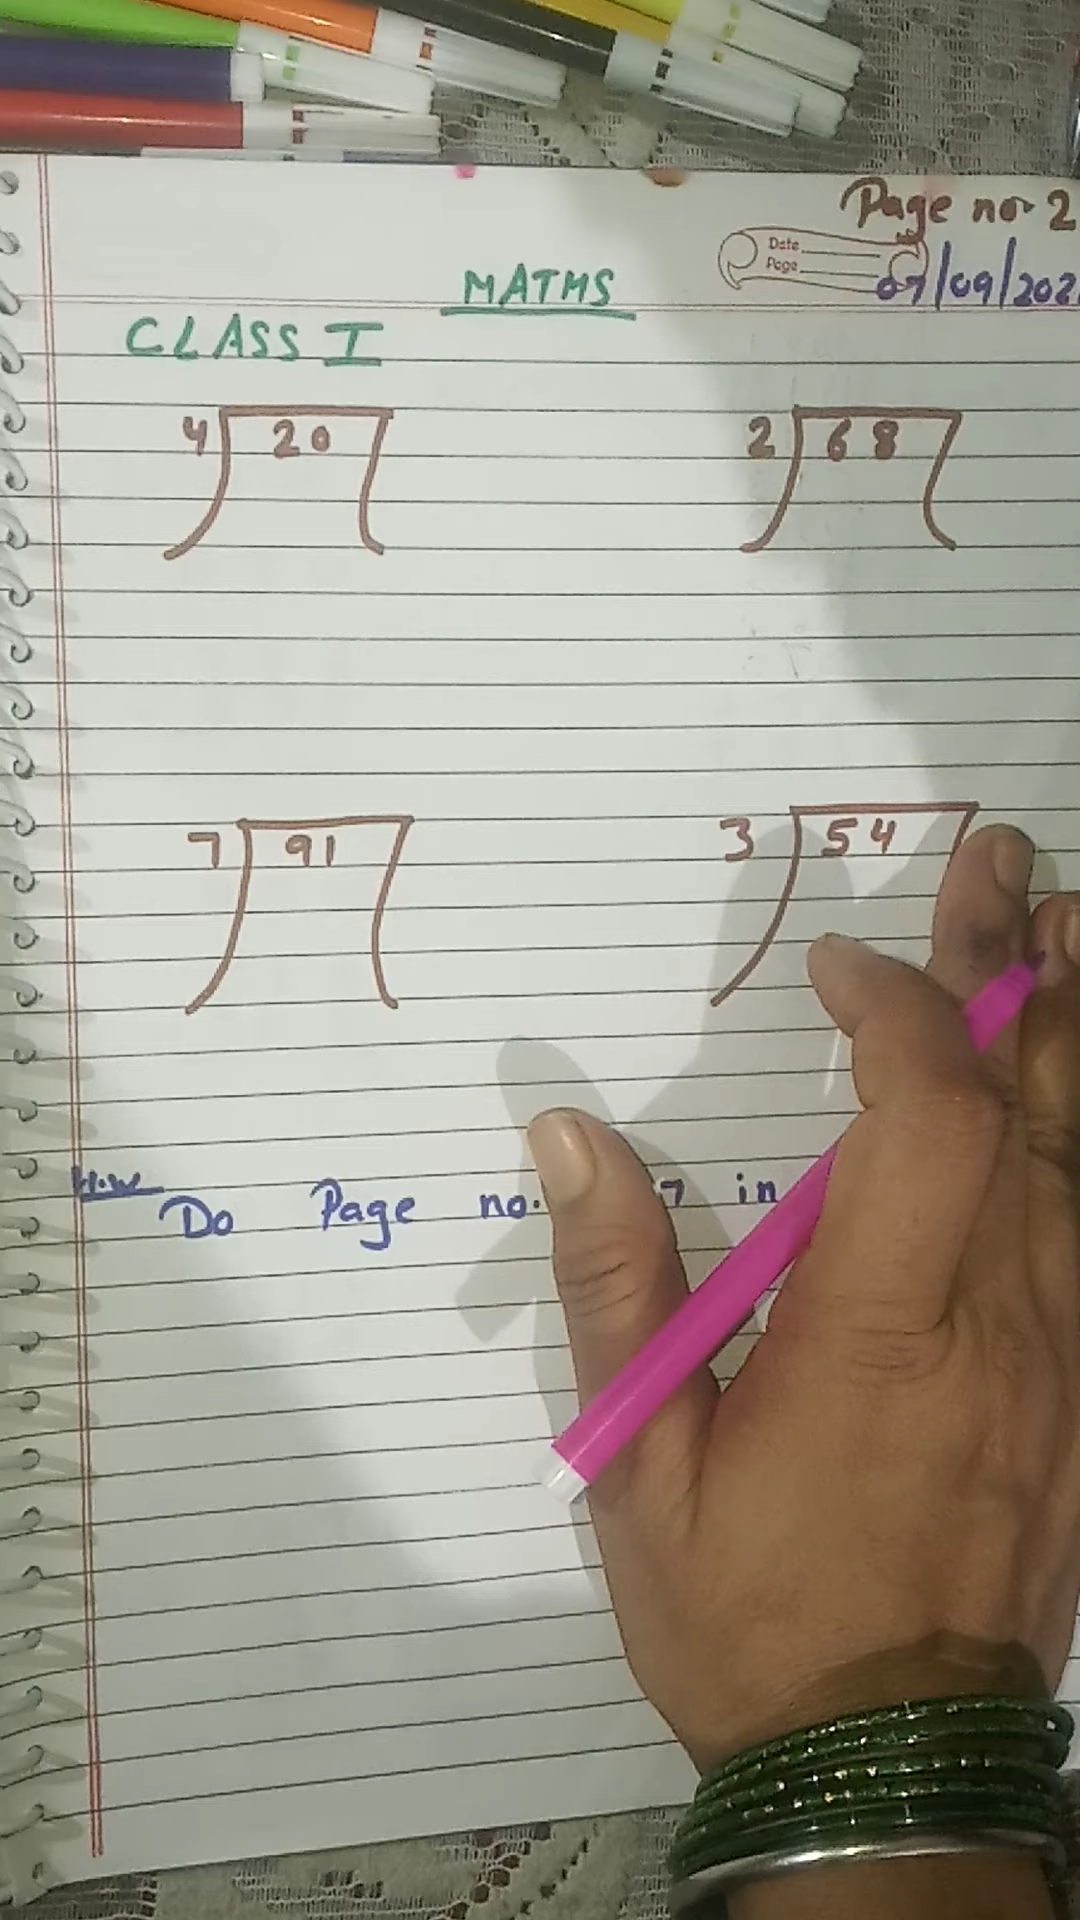 Page no. 2
Date
Page
07/09/202
MATHS
CLASS I
4 20
2 68
7 91
3 54
H.W
Do Page no. 7 in